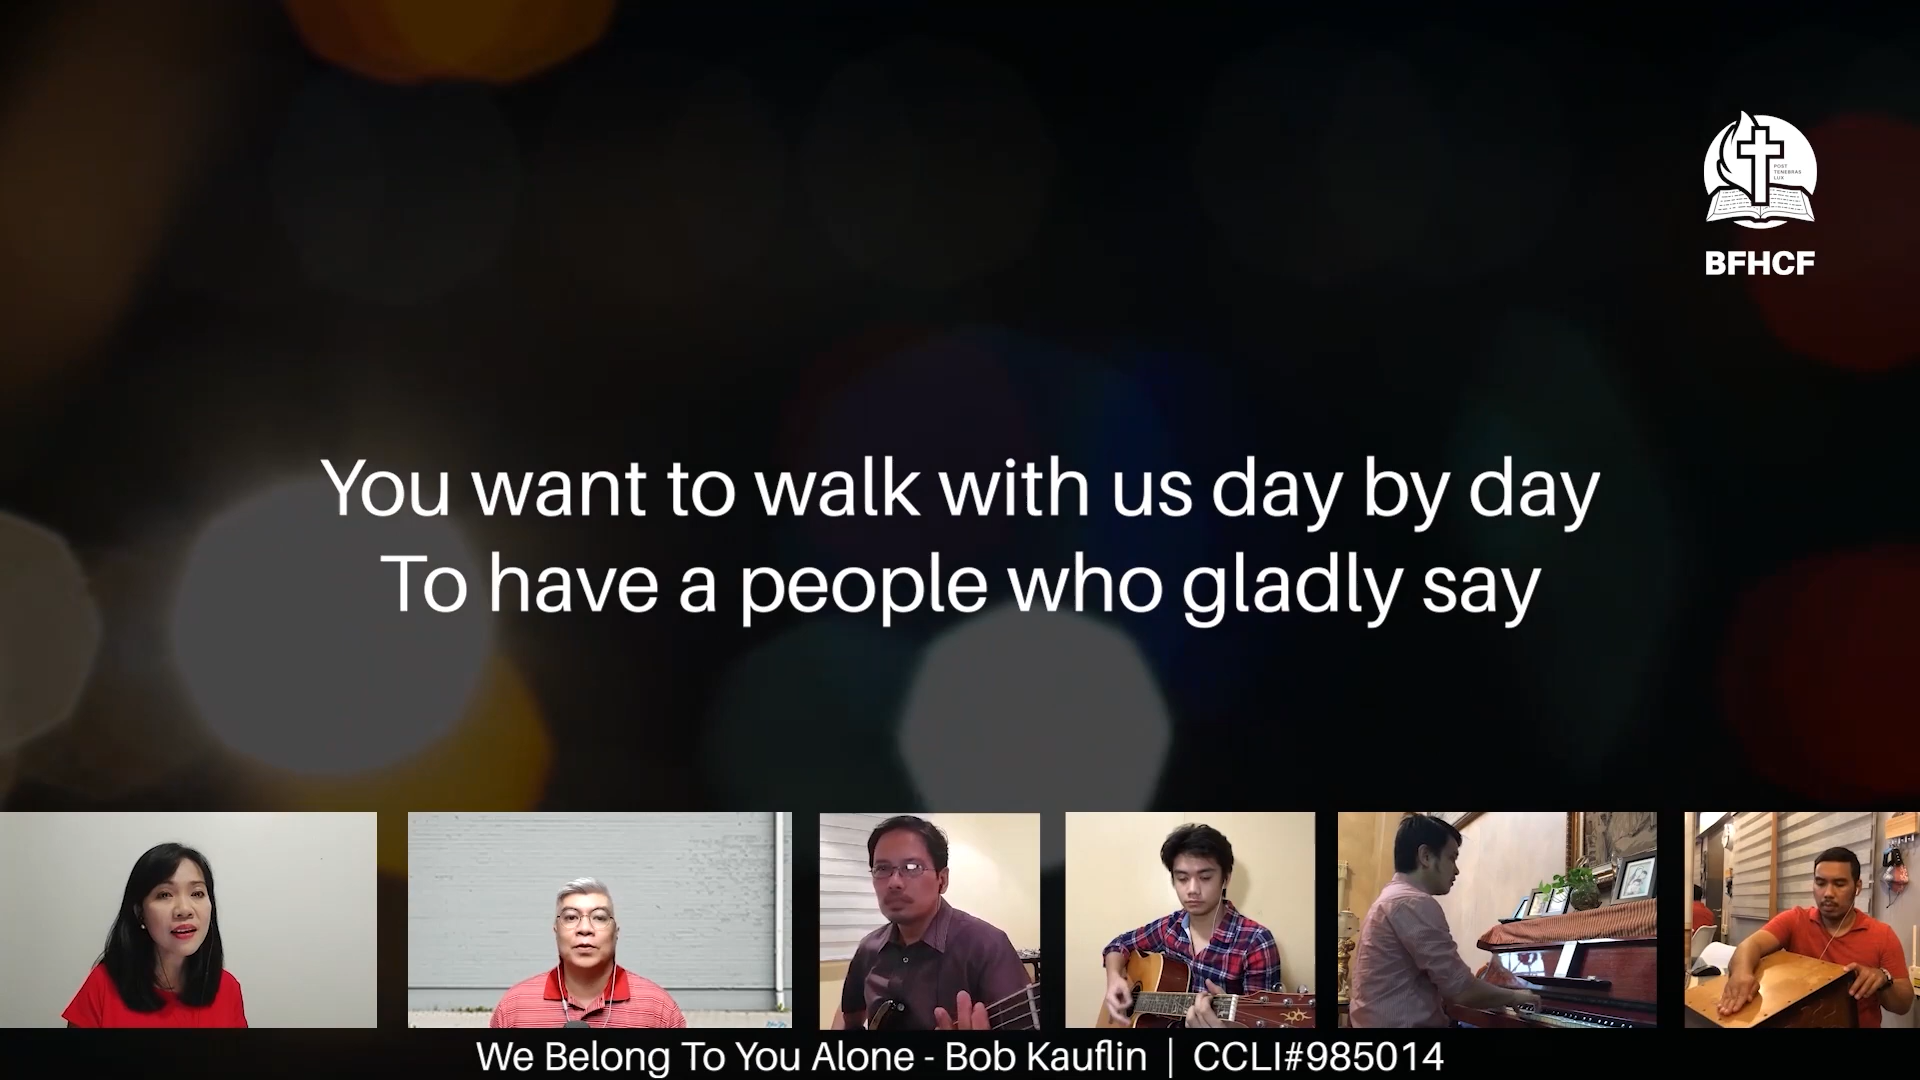 POST
TENEBRAS
LUX
BFHCF
You want to walk with us day by day
To have a people who gladly say
We Belong To You Alone - Bob Kauflin | CCLI#985014